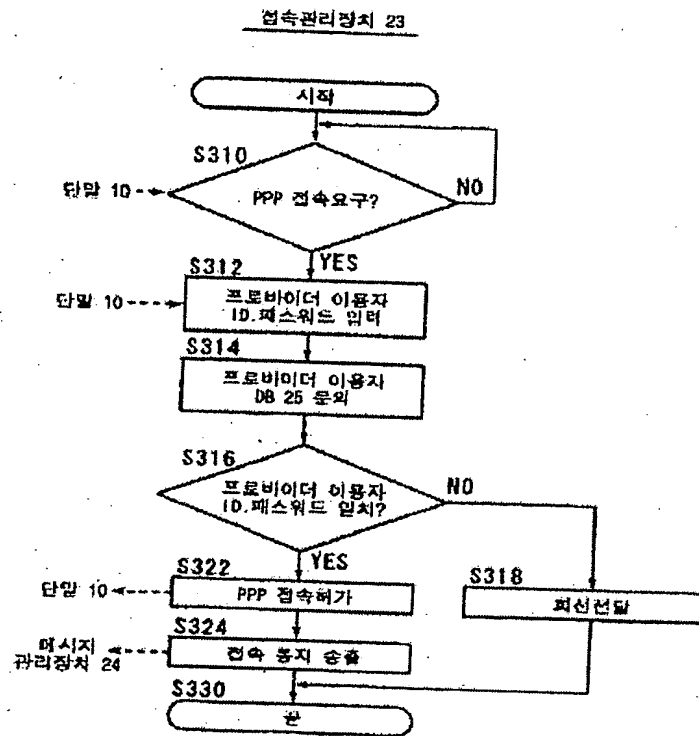 접속관리장치 23
시작
S310
단말 10
PPP 접속요구?
NO
YES
S312
단말 10
프로바이더 이용자
ID.패스워드 입력
S314
프로바이더 이용자
DB 25 문의
S316
프로바이더 이용자
ID.패스워드 일치?
NO
YES
S322
단말 10
PPP 접속허가
S318
S324
메시지
관리장치 24
접속 통지 송출
S330
끝